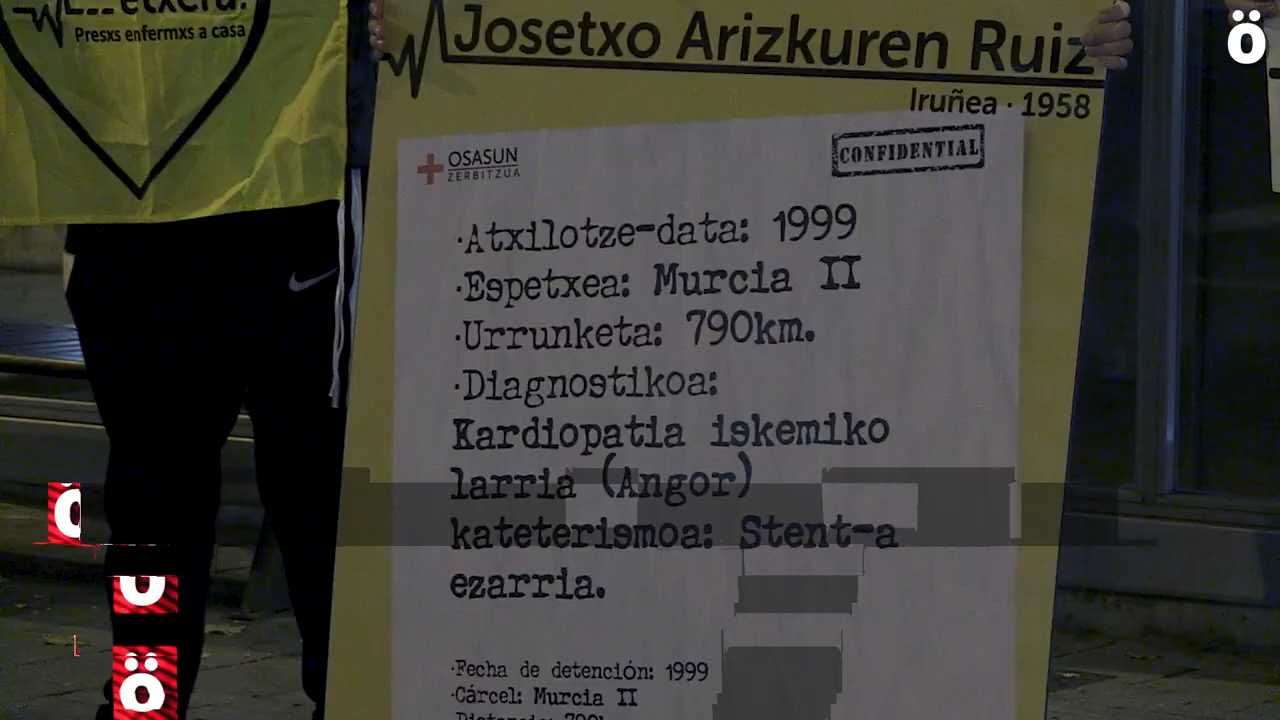 etxera!
Presxs enfermxs a casa
Josetxo Arizkuren Ruiz
Iruñea · 1958
OSASUN
ZERBITZUA
CONFIDENTIAL
·Atxilotze-data: 1999
·Espetxea: Murcia II
·Urrunketa: 790km.
·Diagnostikoa:
Kardiopatia iskemiko
larria (Angor)
kateterismoa: Stent-a
ezarria.
·Fecha de detención: 1999
·Cárcel: Murcia II
ö
ö